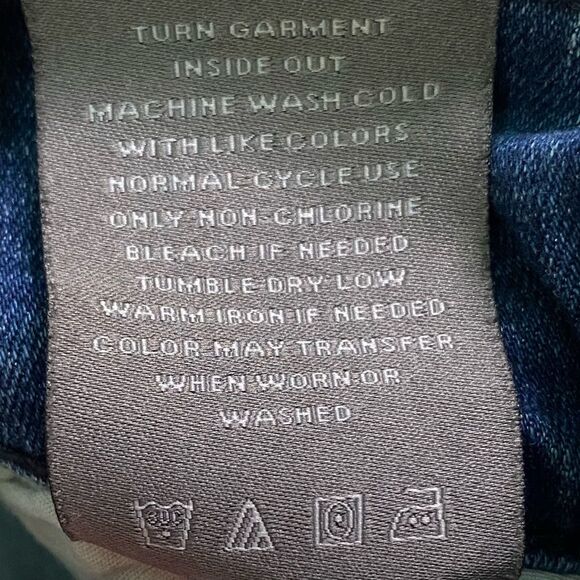 TURN GARMENT
INSIDE OUT
MACHINE WASH COLD
WITH LIKE COLORS
NORMAL CYCLE USE
ONLY NON-CHLORINE
BLEACH IF NEEDED
TUMBLE DRY LOW
WARM IRON IF NEEDED
COLOR MAY TRANSFER
WHEN WORN OR
WASHED
30C